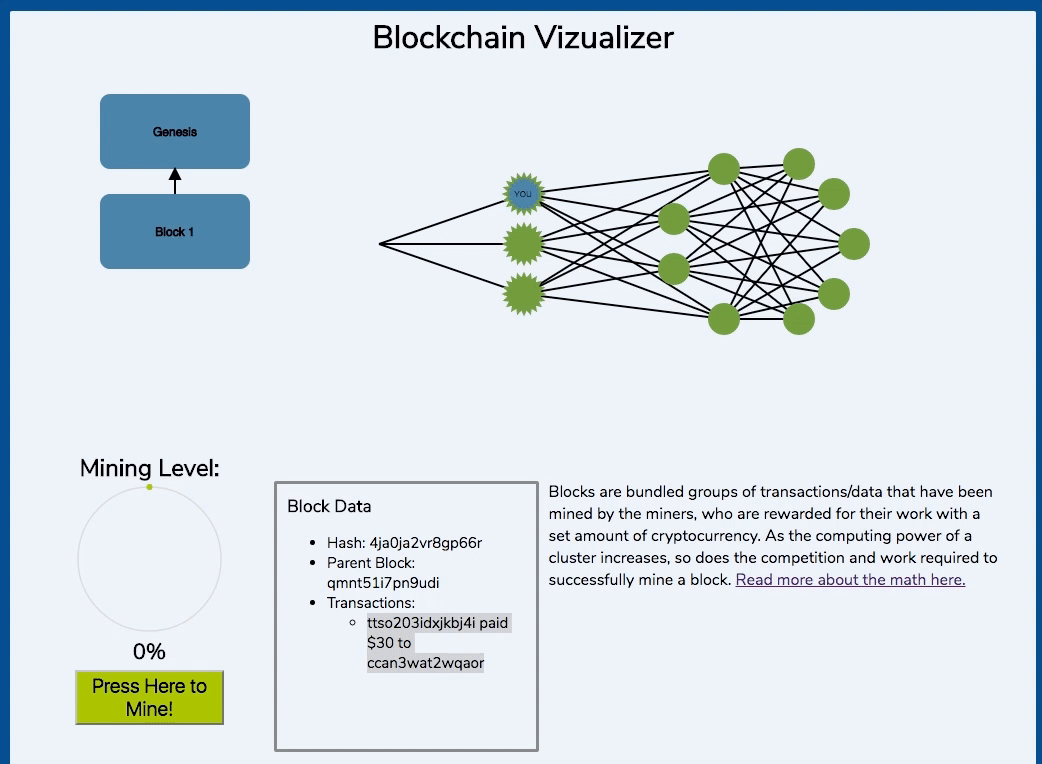 Blockchain Vizualizer
Genesis
Block 1
YOU
Mining Level:
0%
Press Here to
Mine!
Block Data
Hash: 4ja0ja2vr8gp66r
Parent Block:
qmnt51i7pn9udi
Transactions:
ttso203idxjkbj4i paid
$30 to
ccan3wat2wqaor
Blocks are bundled groups of transactions/data that have been
mined by the miners, who are rewarded for their work with a
set amount of cryptocurrency. As the computing power of a
cluster increases, so does the competition and work required to
successfully mine a block. Read more about the math here.